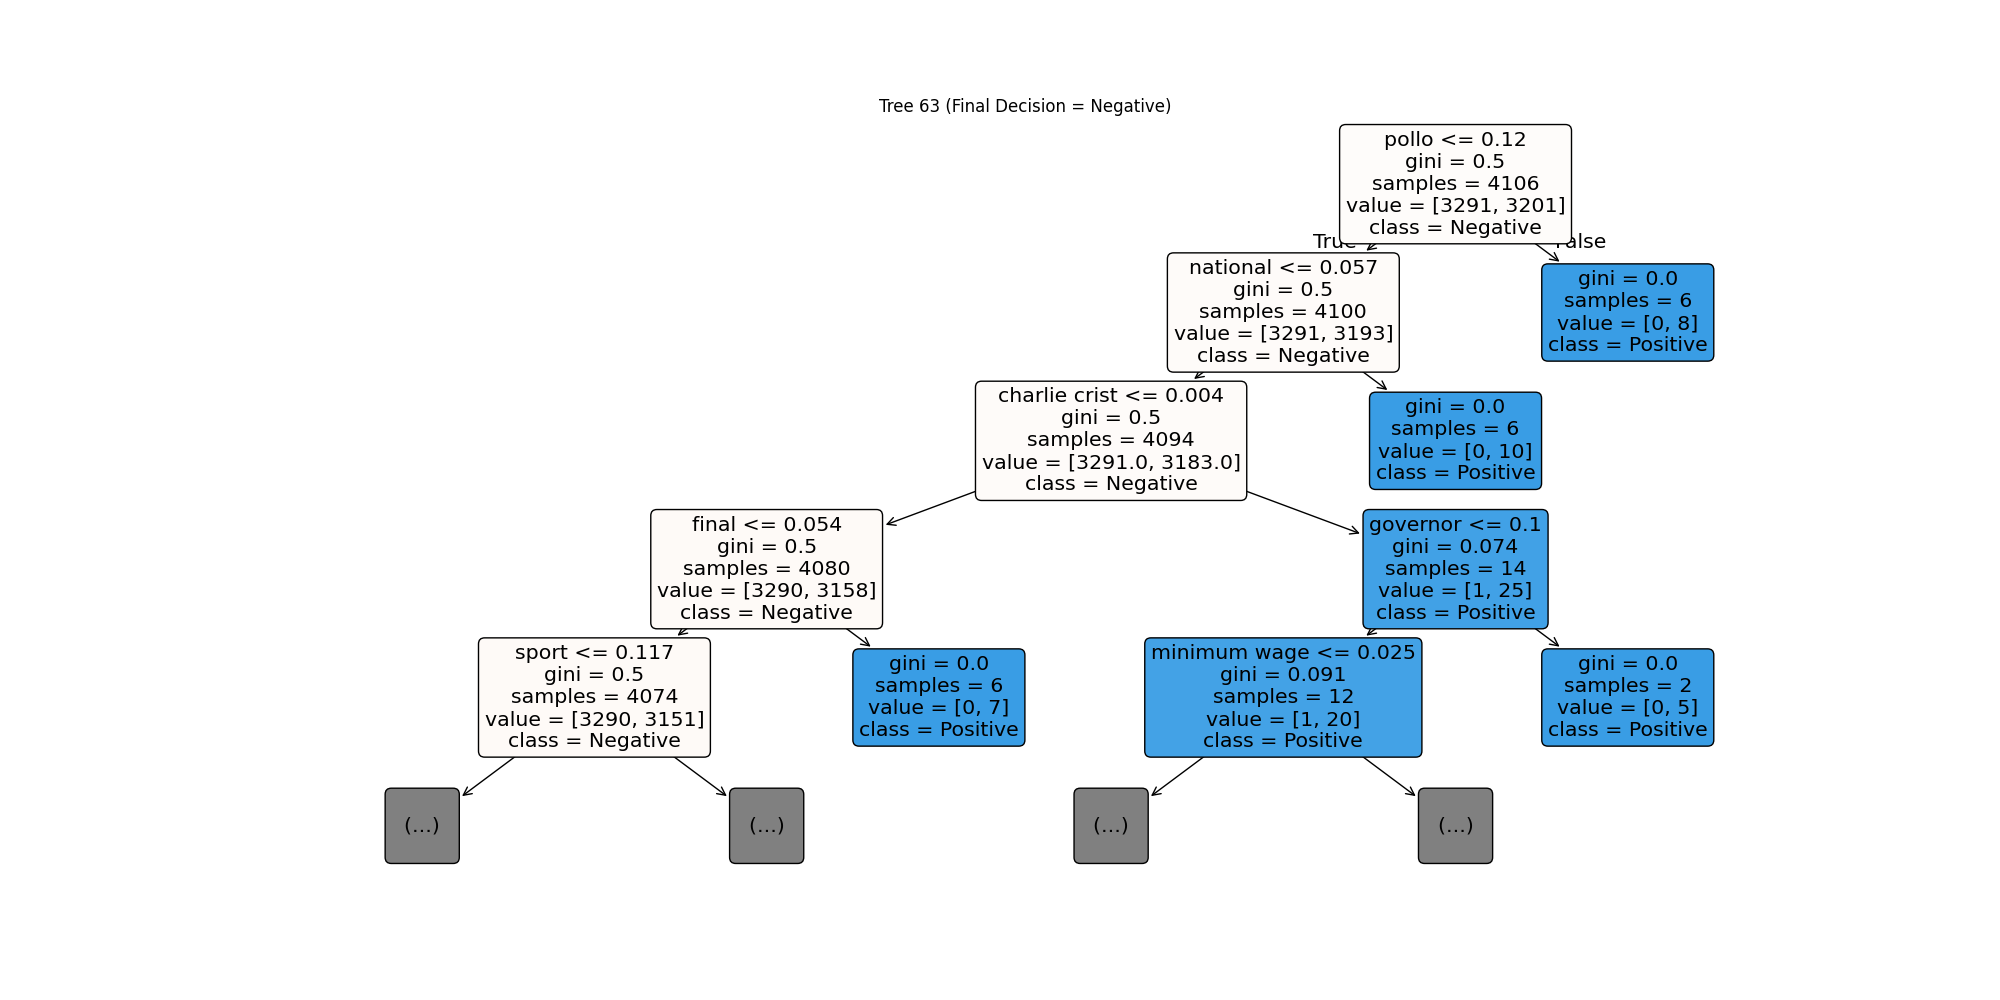 Tree 63 (Final Decision = Negative)
pollo <= 0.12
gini = 0.5
samples = 4106
value = [3291, 3201]
class = Negative
True
False
national <= 0.057
gini = 0.5
samples = 4100
value = [3291, 3193]
class = Negative
gini = 0.0
samples = 6
value = [0, 8]
class = Positive
charlie crist <= 0.004
gini = 0.5
samples = 4094
value = [3291.0, 3183.0]
class = Negative
gini = 0.0
samples = 6
value = [0, 10]
class = Positive
final <= 0.054
gini = 0.5
samples = 4080
value = [3290, 3158]
class = Negative
governor <= 0.1
gini = 0.074
samples = 14
value = [1, 25]
class = Positive
sport <= 0.117
gini = 0.5
samples = 4074
value = [3290, 3151]
class = Negative
gini = 0.0
samples = 6
value = [0, 7]
class = Positive
minimum wage <= 0.025
gini = 0.091
samples = 12
value = [1, 20]
class = Positive
gini = 0.0
samples = 2
value = [0, 5]
class = Positive
(...)
(...)
(...)
(...)